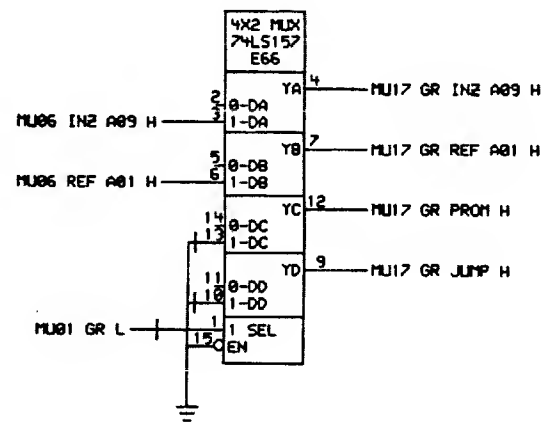 4X2 MUX
74LS157
E66
YA 4 MU17 GR IN2 A09 H
2 0-DA
MU06 IN2 A09 H 3 1-DA
YB 7 MU17 GR REF A01 H
5 0-DB
MU06 REF A01 H 6 1-DB
YC 12 MU17 GR PROM H
14 0-DC
13 1-DC
YD 9 MU17 GR JUMP H
11 0-DD
10 1-DD
MU01 GR L 1 1 SEL
15 EN